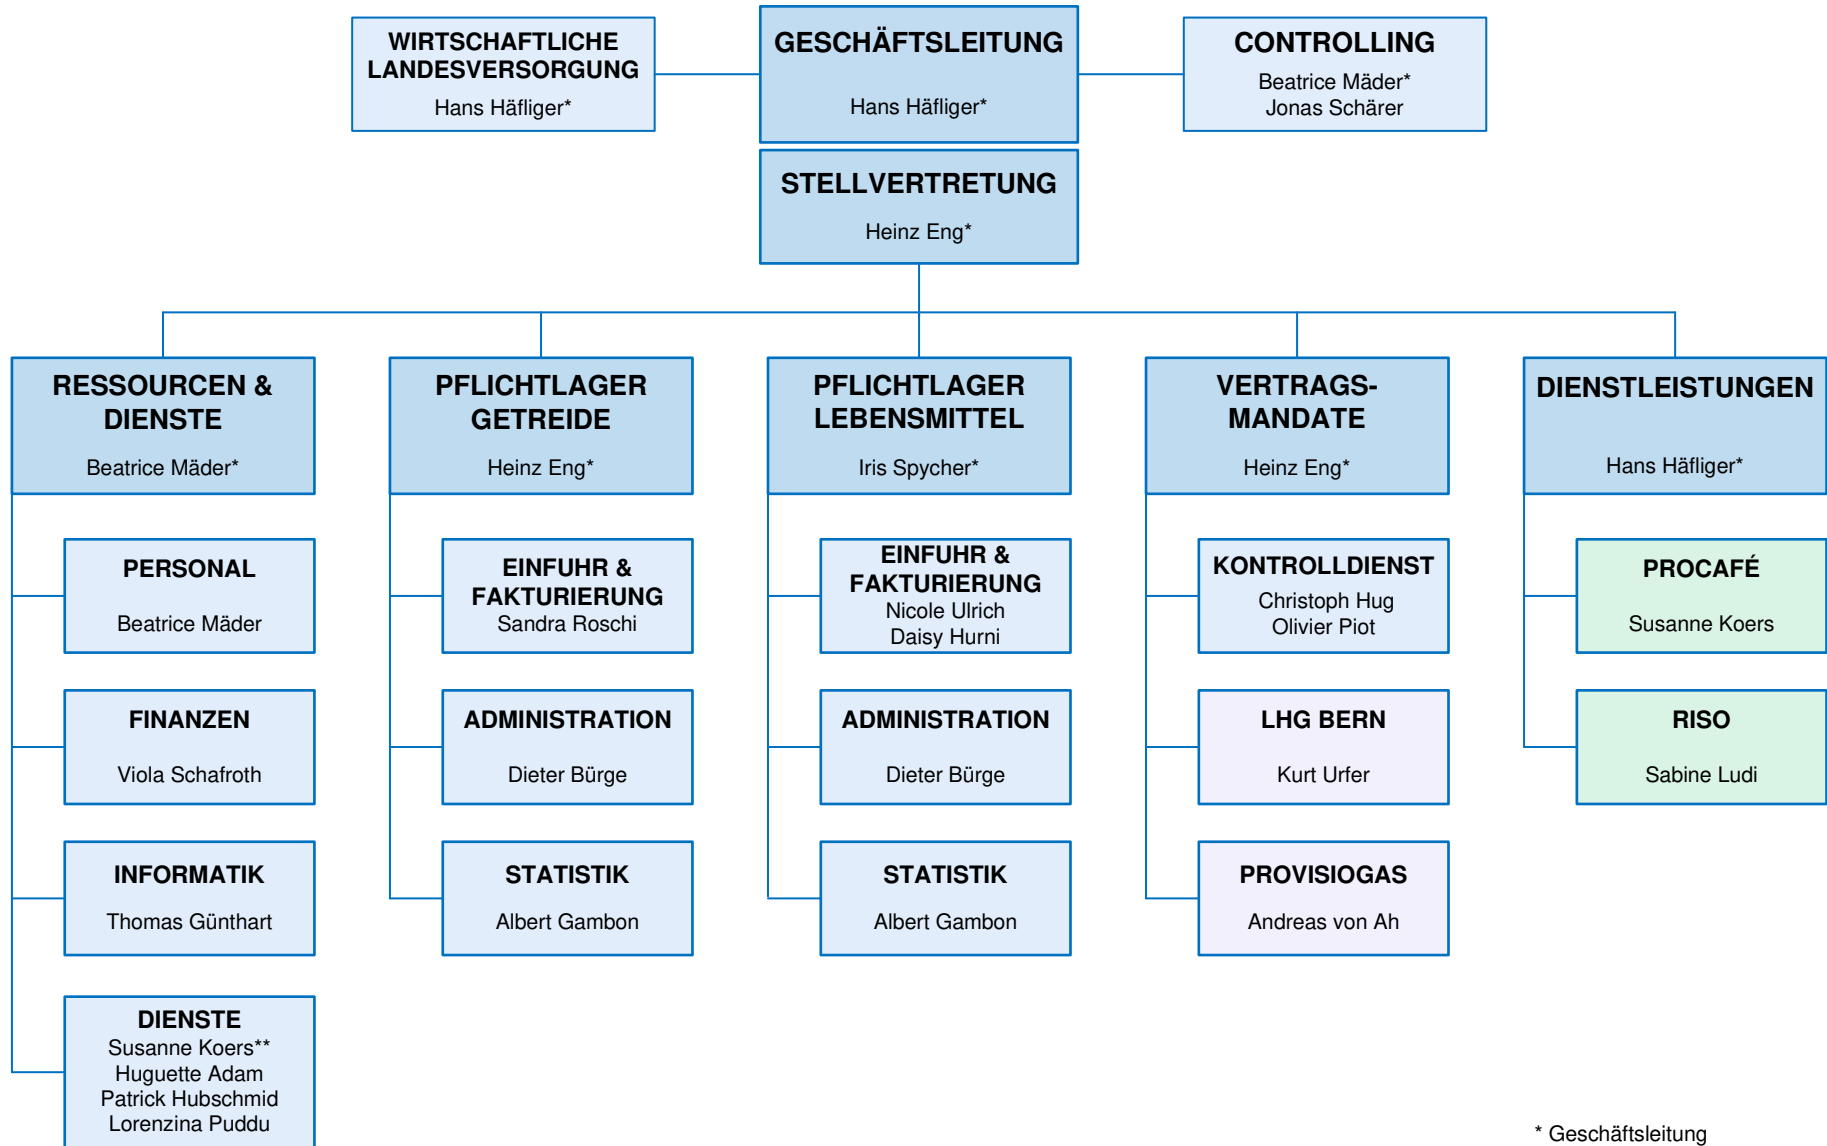 WIRTSCHAFTLICHE
LANDESVERSORGUNG
Hans Häfliger*
GESCHÄFTSLEITUNG
Hans Häfliger*
CONTROLLING
Beatrice Mäder*
Jonas Schärer
STELLVERTRETUNG
Heinz Eng*
RESSOURCEN &
DIENSTE
Beatrice Mäder*
PFLICHTLAGER
GETREIDE
Heinz Eng*
PFLICHTLAGER
LEBENSMITTEL
Iris Spycher*
VERTRAGS-
MANDATE
Heinz Eng*
DIENSTLEISTUNGEN
Hans Häfliger*
PERSONAL
Beatrice Mäder
EINFUHR &
FAKTURIERUNG
Sandra Roschi
EINFUHR &
FAKTURIERUNG
Nicole Ulrich
Daisy Hurni
KONTROLLDIENST
Christoph Hug
Olivier Piot
PROCAFÉ
Susanne Koers
FINANZEN
Viola Schafroth
ADMINISTRATION
Dieter Bürge
ADMINISTRATION
Dieter Bürge
LHG BERN
Kurt Urfer
RISO
Sabine Ludi
INFORMATIK
Thomas Günthart
STATISTIK
Albert Gambon
STATISTIK
Albert Gambon
PROVISIOGAS
Andreas von Ah
DIENSTE
Susanne Koers**
Huguette Adam
Patrick Hubschmid
Lorenzina Puddu
* Geschäftsleitung